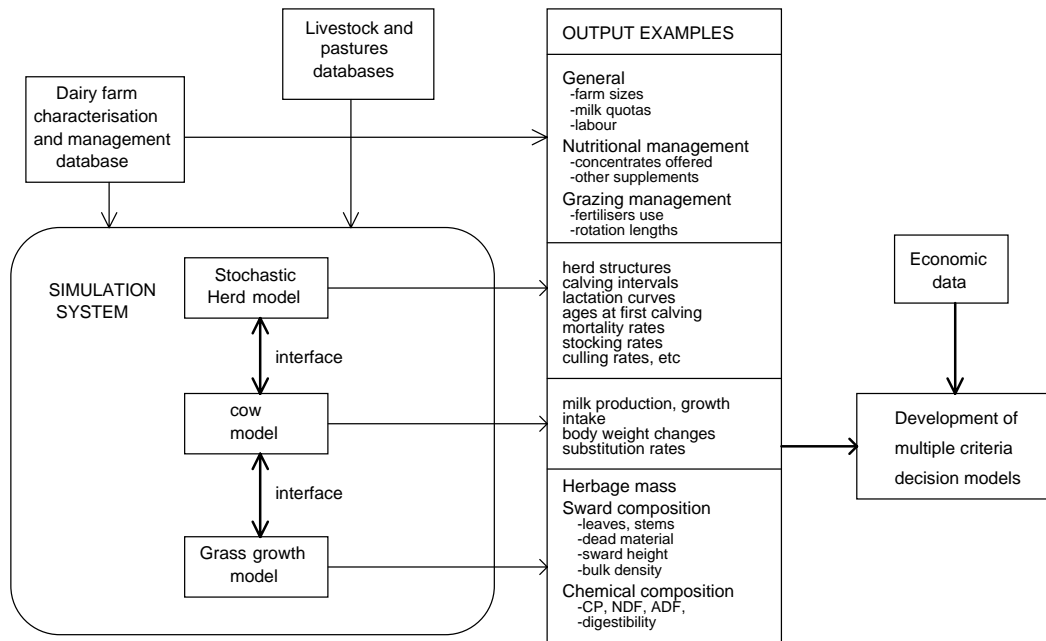 Livestock and
pastures
databases
Dairy farm
characterisation
and management
database
SIMULATION
SYSTEM
Stochastic
Herd model
interface
cow
model
interface
Grass growth
model
OUTPUT EXAMPLES
General
-farm sizes
-milk quotas
-labour
Nutritional management
-concentrates offered
-other supplements
Grazing management
-fertilisers use
-rotation lengths
herd structures
calving intervals
lactation curves
ages at first calving
mortality rates
stocking rates
culling rates, etc
milk production, growth
intake
body weight changes
substitution rates
Herbage mass
Sward composition
-leaves, stems
-dead material
-sward height
-bulk density
Chemical composition
-CP, NDF, ADF,
-digestibility
Economic
data
Development of
multiple criteria
decision models